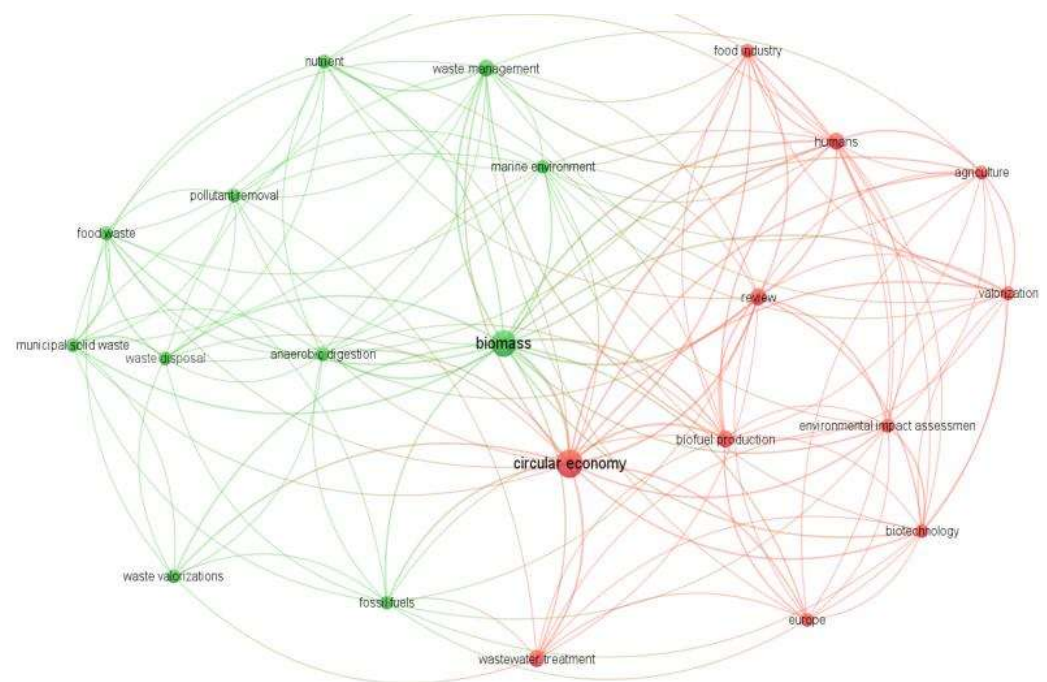 food industry
nutrient
waste management
humans
marine environment
agriculture
pollutant removal
food waste
review
valorization
biomass
municipal solid waste
waste disposal
anaerobic digestion
environmental impact assessmen
biofuel production
circular economy
biotechnology
waste valorizations
fossil fuels
europe
wastewater treatment